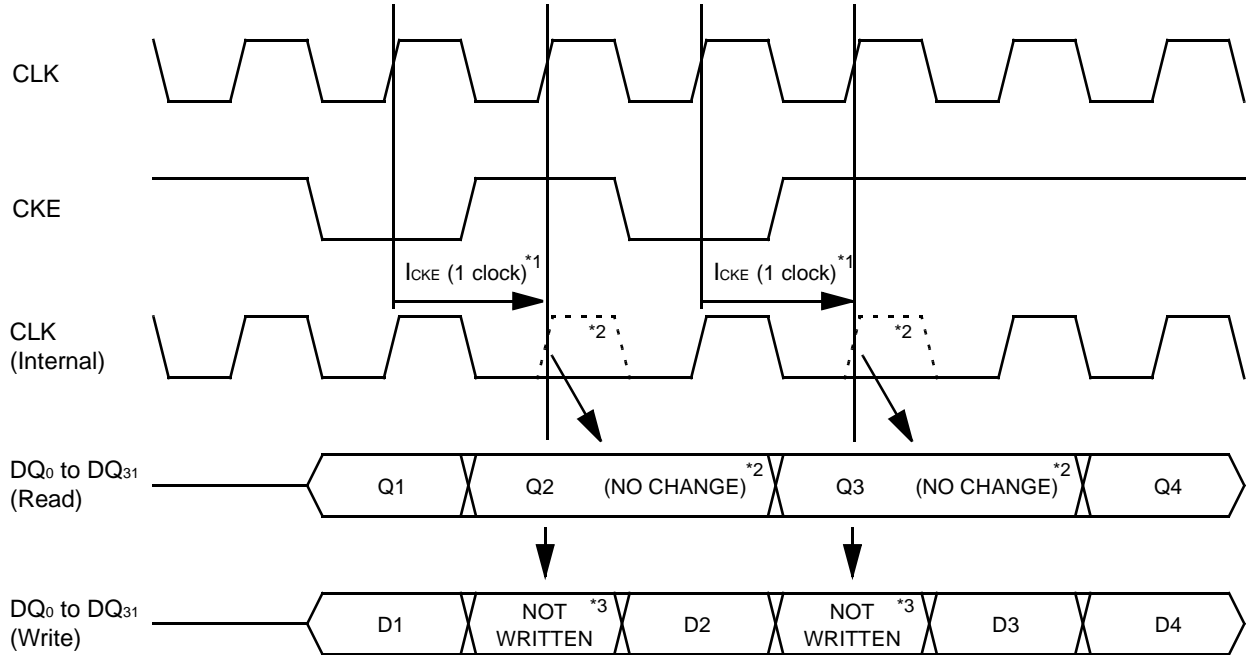 CLK
CKE
ICKE (1 clock)*1
ICKE (1 clock)*1
CLK
(Internal)
*2
*2
DQ0 to DQ31
(Read)
Q1
Q2
(NO CHANGE)*2
Q3
(NO CHANGE)*2
Q4
DQ0 to DQ31
(Write)
D1
NOT
WRITTEN
*3
D2
NOT
WRITTEN
*3
D3
D4